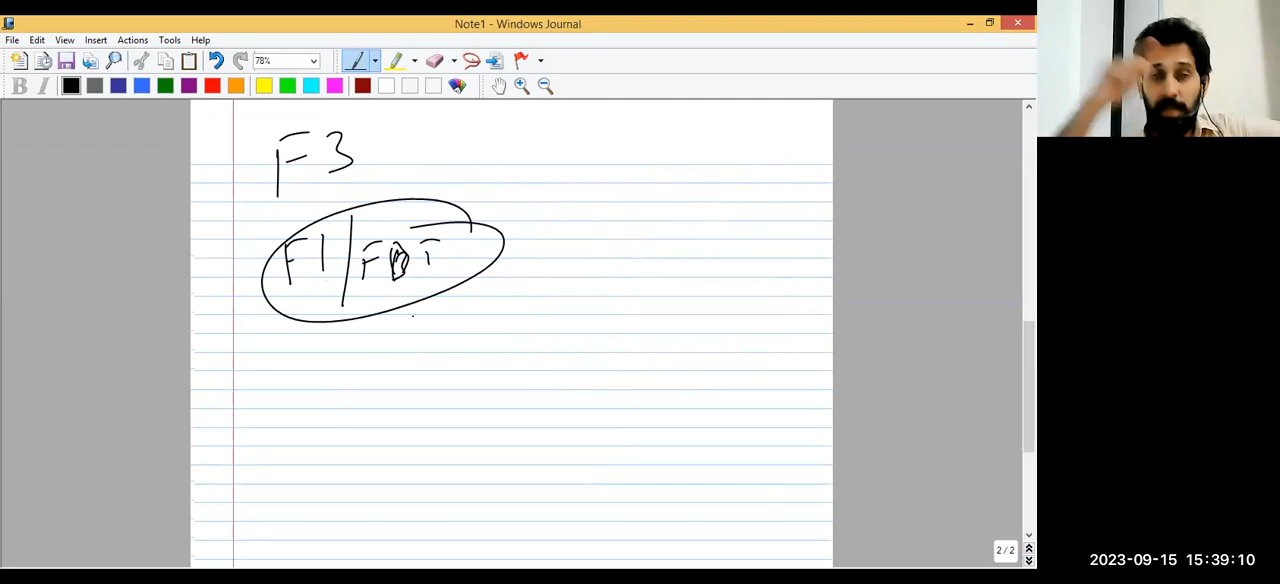 Note1 - Windows Journal
File Edit View Insert Actions Tools Help
78%
B I
F3
F1 | FBT
2 / 2
2023-09-15 15:39:10